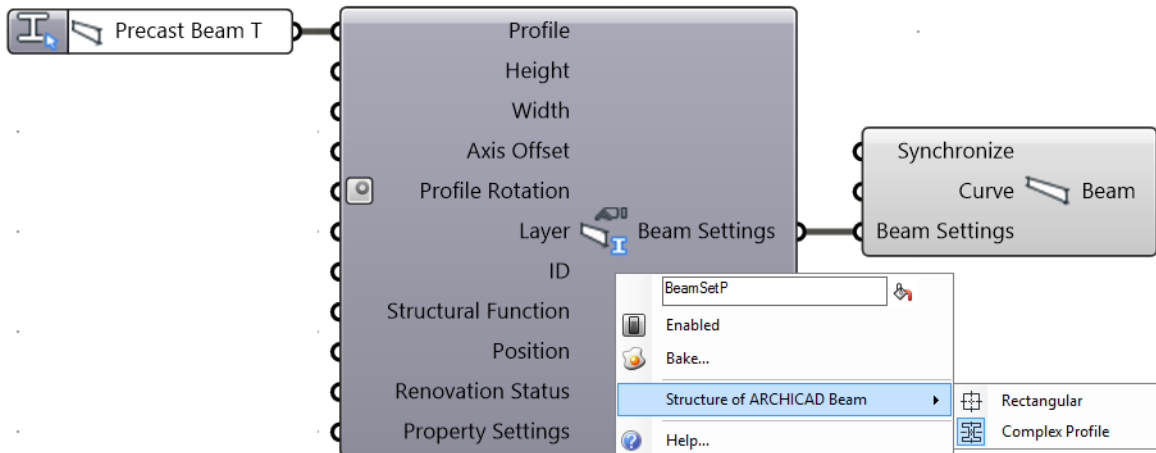 Precast Beam T
Profile
Height
Width
Axis Offset
Profile Rotation
Layer
ID
Structural Function
Position
Renovation Status
Property Settings
Beam Settings
Synchronize
Curve
Beam Settings
Beam
BeamSetP
Enabled
Bake...
Structure of ARCHICAD Beam
Help...
Rectangular
Complex Profile